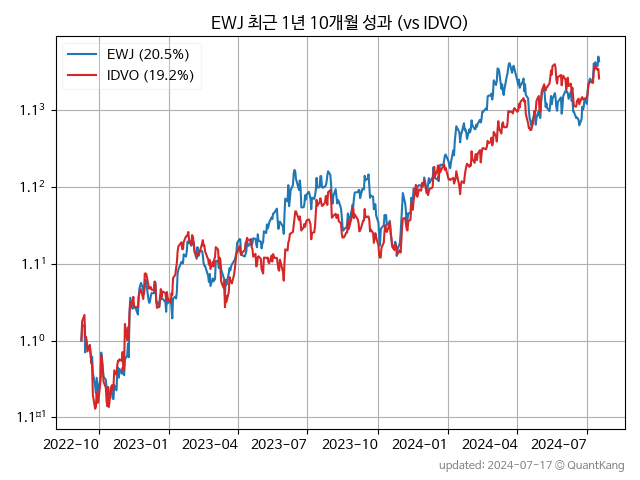 EWJ 최근 1년 10개월 성과 (vs IDVO)
EWJ (20.5%)
IDVO (19.2%)
1.1³
1.1²
1.1¹
1.1⁰
1.1¤¹
2022-10 2023-01 2023-04 2023-07 2023-10 2024-01 2024-04 2024-07
updated: 2024-07-17 © QuantKang